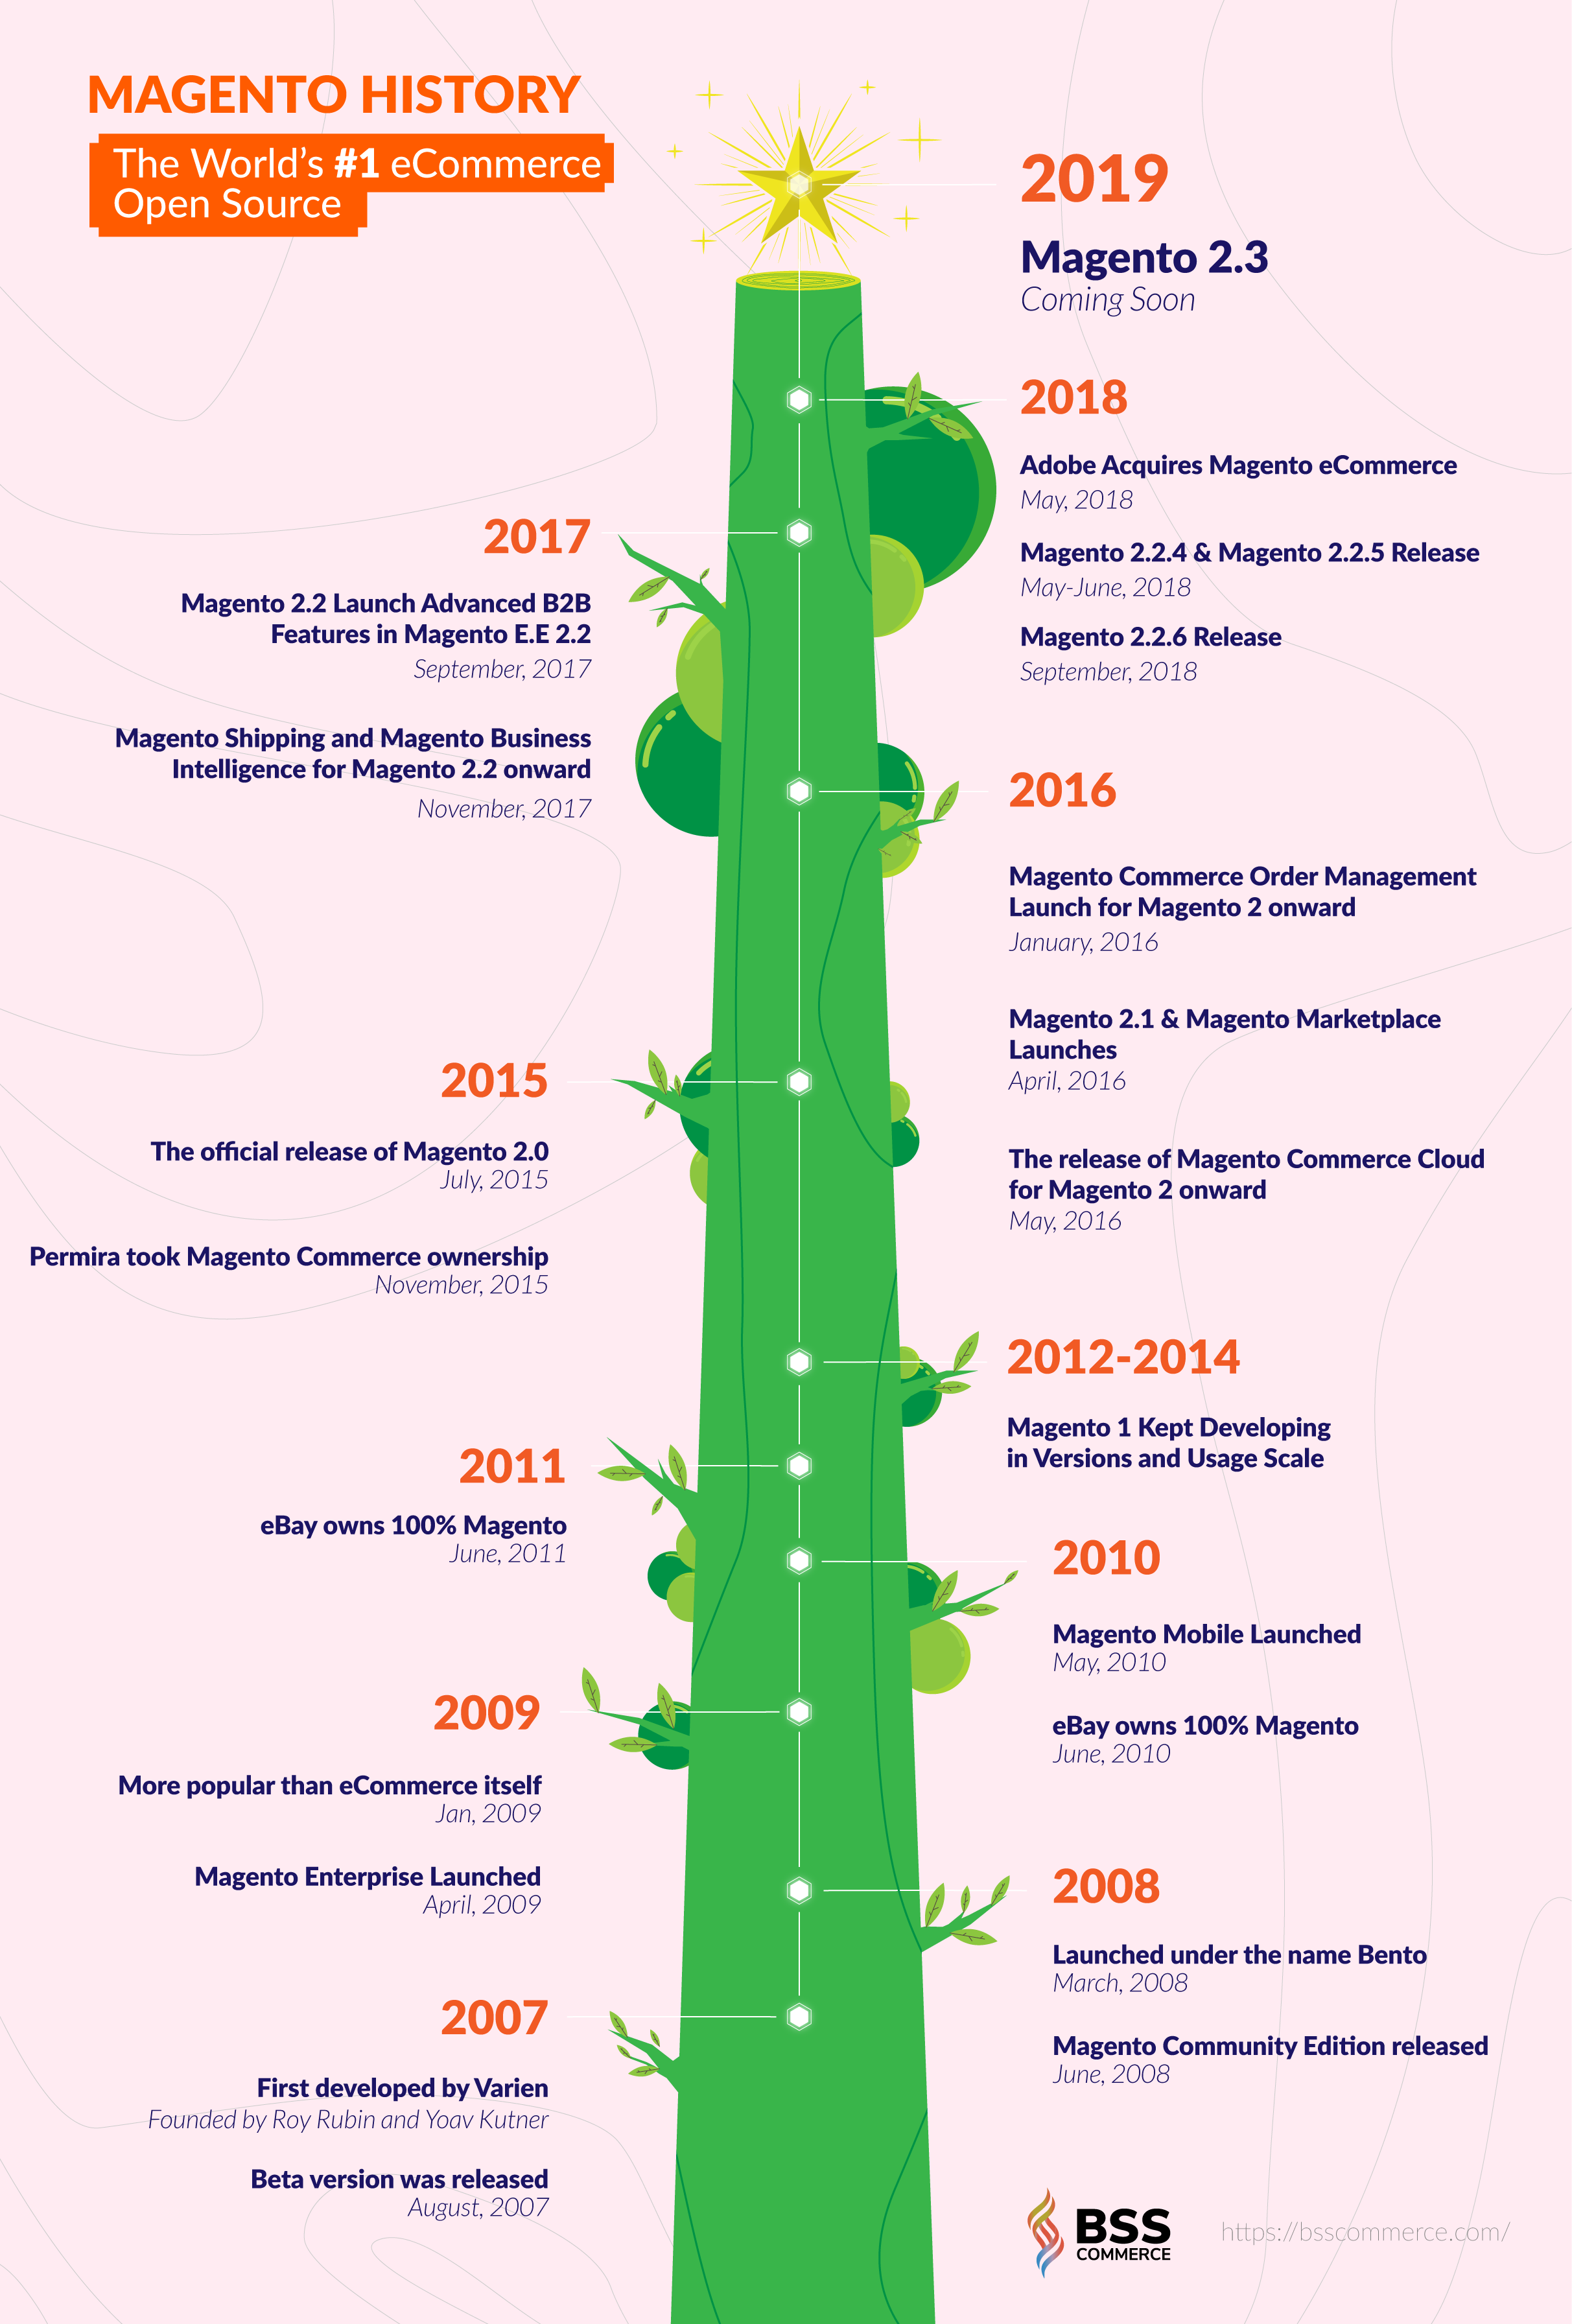 MAGENTO HISTORY
The World's #1 eCommerce
Open Source
2019
Magento 2.3
Coming Soon
2018
Adobe Acquires Magento eCommerce
May, 2018
Magento 2.2.4 & Magento 2.2.5 Release
May-June, 2018
Magento 2.2.6 Release
September, 2018
2017
Magento 2.2 Launch Advanced B2B
Features in Magento E.E 2.2
September, 2017
Magento Shipping and Magento Business
Intelligence for Magento 2.2 onward
November, 2017
2016
Magento Commerce Order Management
Launch for Magento 2 onward
January, 2016
Magento 2.1 & Magento Marketplace
Launches
April, 2016
The release of Magento Commerce Cloud
for Magento 2 onward
May, 2016
2015
The official release of Magento 2.0
July, 2015
Permira took Magento Commerce ownership
November, 2015
2012-2014
Magento 1 Kept Developing
in Versions and Usage Scale
2011
eBay owns 100% Magento
June, 2011
2010
Magento Mobile Launched
May, 2010
eBay owns 100% Magento
June, 2010
2009
More popular than eCommerce itself
Jan, 2009
Magento Enterprise Launched
April, 2009
2008
Launched under the name Bento
March, 2008
Magento Community Edition released
June, 2008
2007
First developed by Varien
Founded by Roy Rubin and Yoav Kutner
Beta version was released
August, 2007
BSS
COMMERCE
https://bsscommerce.com/